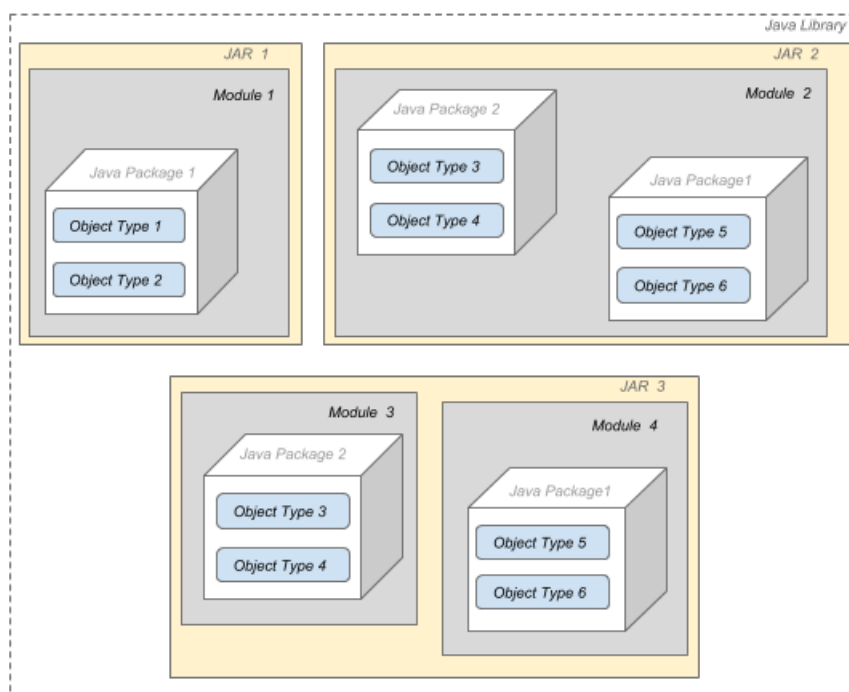 Java Library
JAR 1
Module 1
Java Package 1
Object Type 1
Object Type 2
JAR 2
Module 2
Java Package 2
Object Type 3
Object Type 4
Java Package1
Object Type 5
Object Type 6
JAR 3
Module 3
Java Package 2
Object Type 3
Object Type 4
Module 4
Java Package1
Object Type 5
Object Type 6